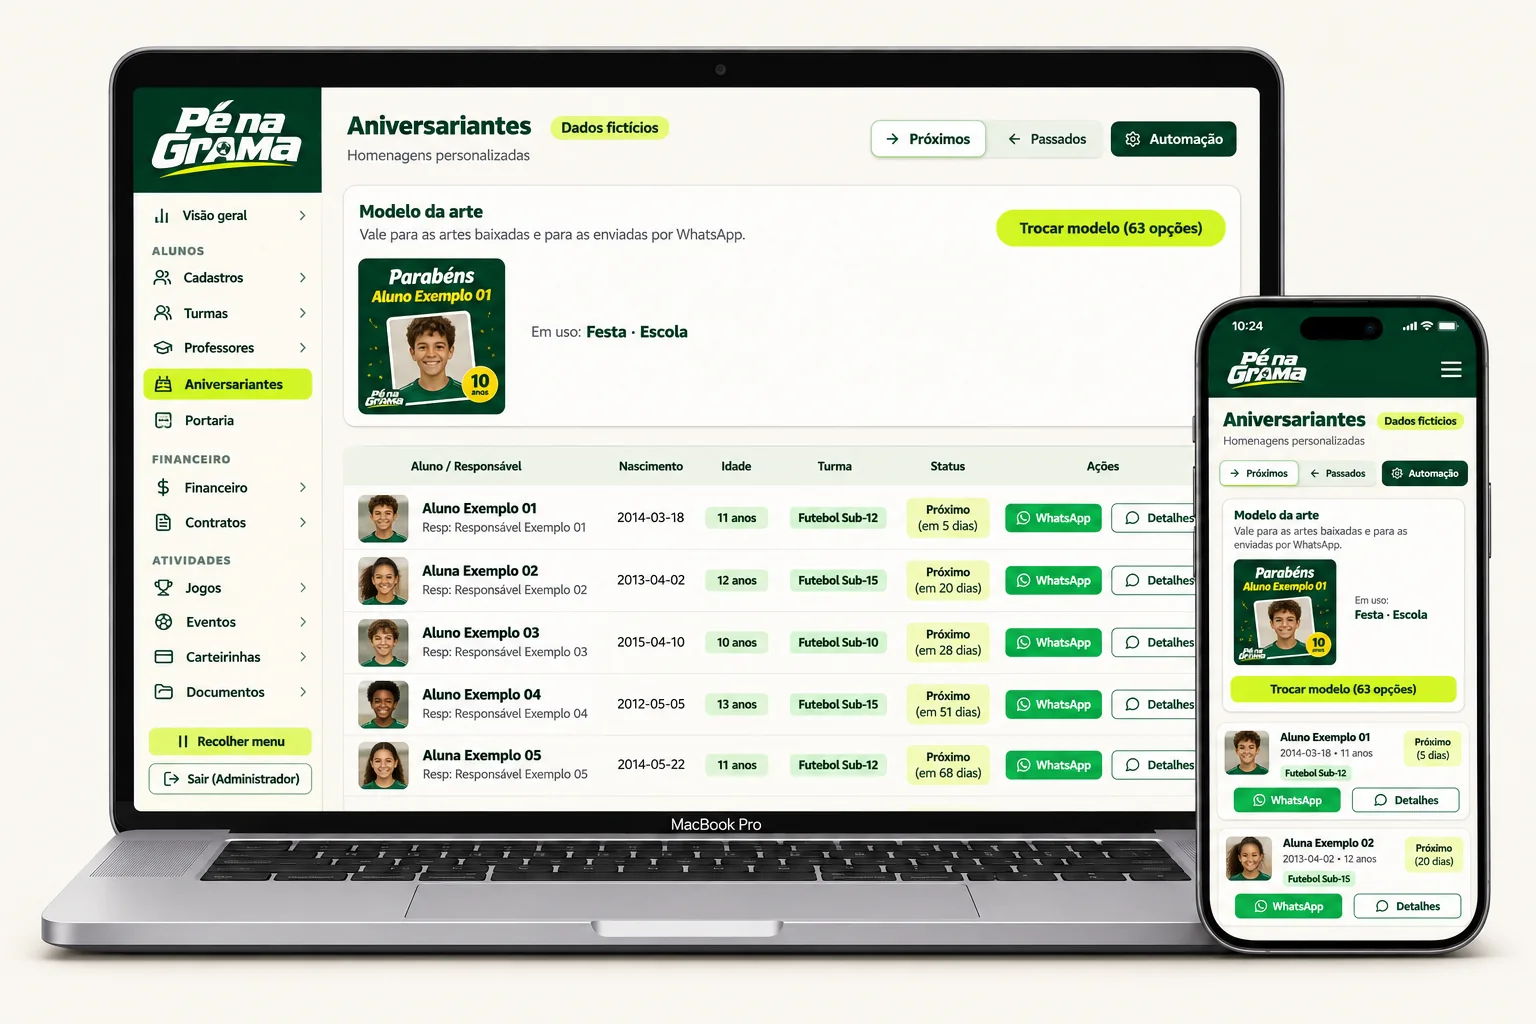 Pé na
Grama
Visão geral
ALUNOS
Cadastros
Turmas
Professores
Aniversariantes
Portaria
FINANCEIRO
Financeiro
Contratos
ATIVIDADES
Jogos
Eventos
Carteirinhas
Documentos
Recolher menu
Sair (Administrador)
Aniversariantes Dados fictícios
Homenagens personalizadas
Próximos Passados Automação
Modelo da arte
Vale para as artes baixadas e para as enviadas por WhatsApp.
Trocar modelo (63 opções)
Parabéns
Aluno Exemplo 01
10
anos
Pé na
Grama
Em uso: Festa · Escola
Aluno / Responsável Nascimento Idade Turma Status Ações
Aluno Exemplo 01
Resp: Responsável Exemplo 01
2014-03-18 11 anos Futebol Sub-12
Próximo
(em 5 dias)
WhatsApp Detalhes
Aluna Exemplo 02
Resp: Responsável Exemplo 02
2013-04-02 12 anos Futebol Sub-15
Próximo
(em 20 dias)
WhatsApp Detalhes
Aluno Exemplo 03
Resp: Responsável Exemplo 03
2015-04-10 10 anos Futebol Sub-10
Próximo
(em 28 dias)
WhatsApp Detalhes
Aluno Exemplo 04
Resp: Responsável Exemplo 04
2012-05-05 13 anos Futebol Sub-15
Próximo
(em 51 dias)
WhatsApp Detalhes
Aluna Exemplo 05
Resp: Responsável Exemplo 05
2014-05-22 11 anos Futebol Sub-12
Próximo
(em 68 dias)
WhatsApp Detalhes
MacBook Pro
10:24
Pé na
Grama
Aniversariantes Dados fictícios
Homenagens personalizadas
Próximos Passados Automação
Modelo da arte
Vale para as artes baixadas e para as
enviadas por WhatsApp.
Parabéns
Aluno Exemplo 01
10
anos
Pé na
Grama
Em uso:
Festa · Escola
Trocar modelo (63 opções)
Aluno Exemplo 01
2014-03-18 • 11 anos
Futebol Sub-12
Próximo
(5 dias)
WhatsApp Detalhes
Aluna Exemplo 02
2013-04-02 • 12 anos
Futebol Sub-15
Próximo
(20 dias)
WhatsApp Detalhes